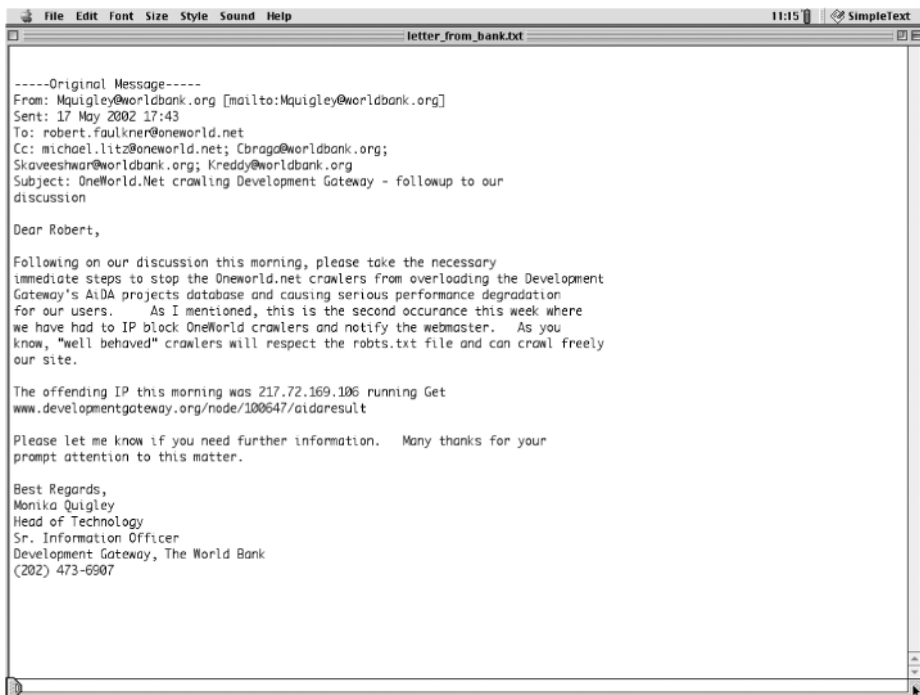 File Edit Font Size Style Sound Help 11:15 SimpleText
letter_from_bank.txt
-----Original Message-----
From: Mquigley@worldbank.org [mailto:Mquigley@worldbank.org]
Sent: 17 May 2002 17:43
To: robert.faulkner@oneworld.net
Cc: michael.litz@oneworld.net; Cbraga@worldbank.org;
Skaveeshwar@worldbank.org; Kreddy@worldbank.org
Subject: OneWorld.Net crawling Development Gateway - followup to our
discussion
Dear Robert,
Following on our discussion this morning, please take the necessary
immediate steps to stop the Oneworld.net crawlers from overloading the Development
Gateway's AiDA projects database and causing serious performance degradation
for our users. As I mentioned, this is the second occurance this week where
we have had to IP block OneWorld crawlers and notify the webmaster. As you
know, "well behaved" crawlers will respect the robts.txt file and can crawl freely
our site.
The offending IP this morning was 217.72.169.106 running Get
www.developmentgateway.org/node/100647/aidaresult
Please let me know if you need further information. Many thanks for your
prompt attention to this matter.
Best Regards,
Monika Quigley
Head of Technology
Sr. Information Officer
Development Gateway, The World Bank
(202) 473-6907